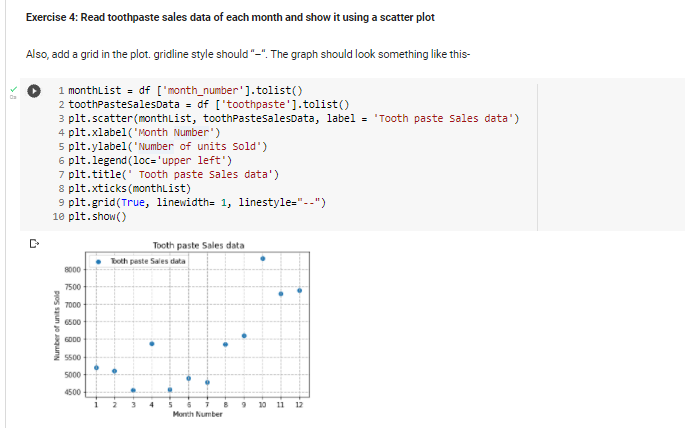 Exercise 4: Read toothpaste sales data of each month and show it using a scatter plot
Also, add a grid in the plot. gridline style should "–". The graph should look something like this-
0s
1 monthList = df ['month_number'].tolist()
2 toothPasteSalesData = df ['toothpaste'].tolist()
3 plt.scatter(monthList, toothPasteSalesData, label = 'Tooth paste Sales data')
4 plt.xlabel('Month Number')
5 plt.ylabel('Number of units Sold')
6 plt.legend(loc='upper left')
7 plt.title(' Tooth paste Sales data')
8 plt.xticks(monthList)
9 plt.grid(True, linewidth= 1, linestyle="--")
10 plt.show()
Tooth paste Sales data
Tooth paste Sales data
8000
7500
7000
6500
6000
5500
5000
4500
Number of units Sold
1 2 3 4 5 6 7 8 9 10 11 12
Month Number